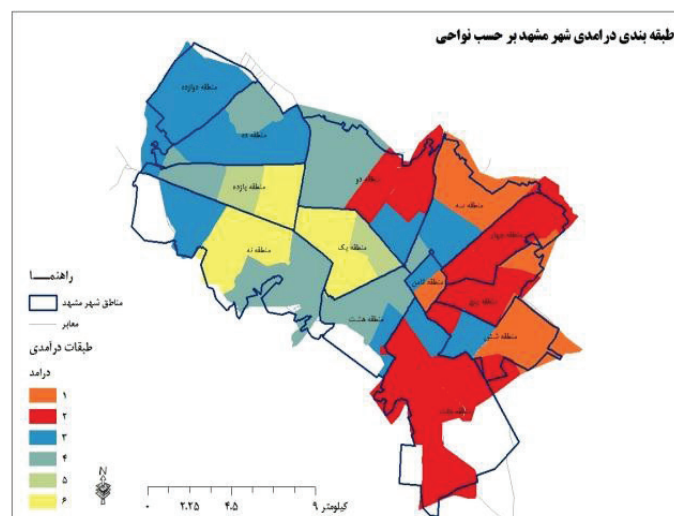 طبقه بندی درامدی شهر مشهد بر حسب نواحی
منطقه دوازده
منطقه ده
منطقه دو
منطقه سه
منطقه یازده
منطقه چهار
منطقه نه
منطقه یک
منطقه ثامن
منطقه پنج
منطقه هشت
منطقه شش
منطقه هفت
راهنمــا
مناطق شهر مشهد
معابر
طبقات درآمدی
درامد
۱
۲
۳
۴
۵
۶
N
۰ ۲.۲۵ ۴.۵ ۹ کیلومتر